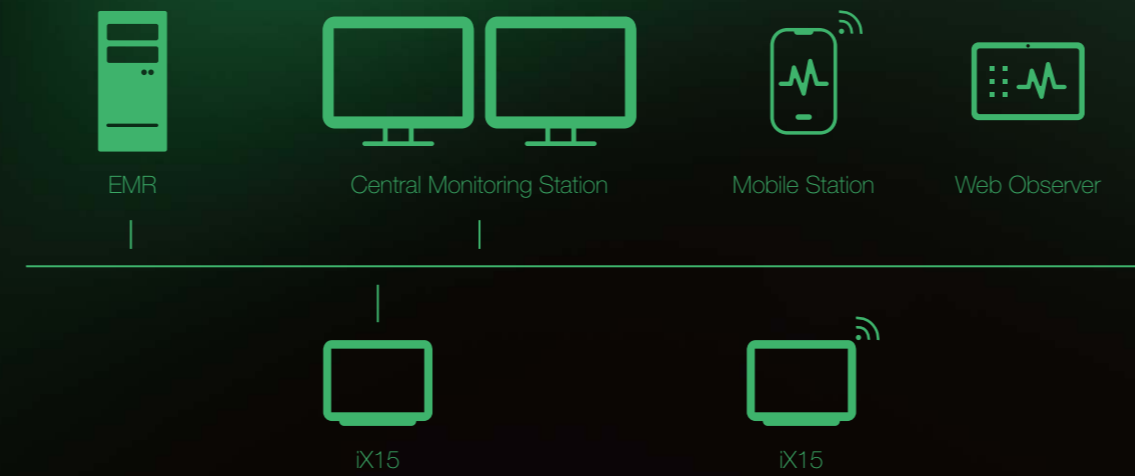 EMR
Central Monitoring Station
Mobile Station
Web Observer
iX15
iX15